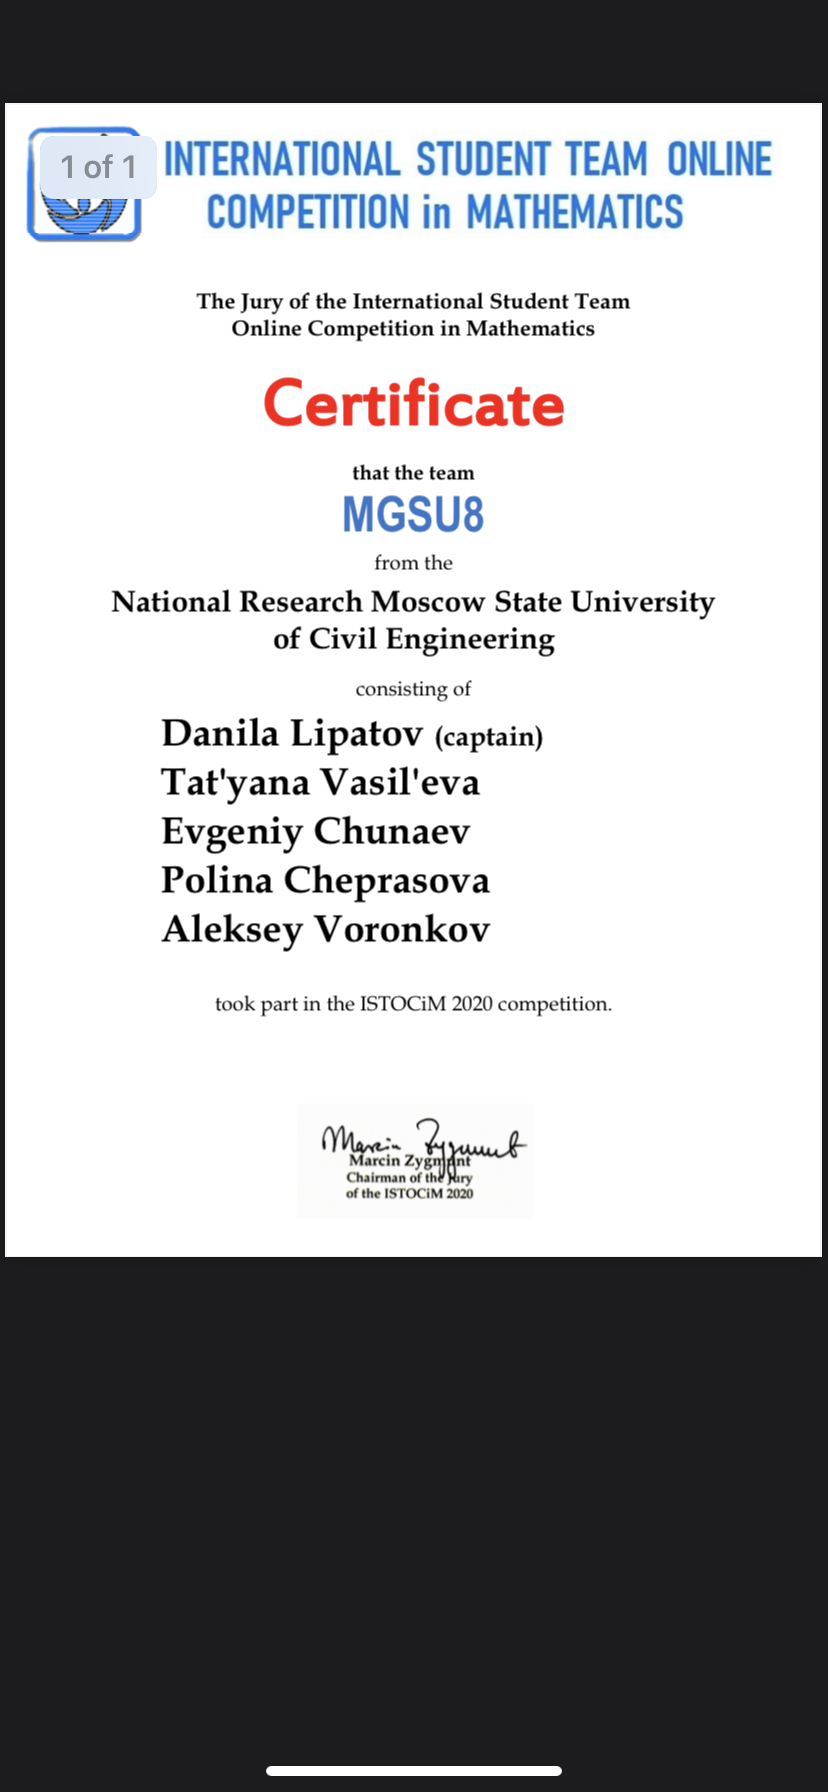 1 of 1
INTERNATIONAL STUDENT TEAM ONLINE
COMPETITION in MATHEMATICS
The Jury of the International Student Team
Online Competition in Mathematics
Certificate
that the team
MGSU8
from the
National Research Moscow State University
of Civil Engineering
consisting of
Danila Lipatov (captain)
Tat'yana Vasil'eva
Evgeniy Chunaev
Polina Cheprasova
Aleksey Voronkov
took part in the ISTOCiM 2020 competition.
Marcin Zygmunt
Marcin Zygmunt
Chairman of the Jury
of the ISTOCiM 2020